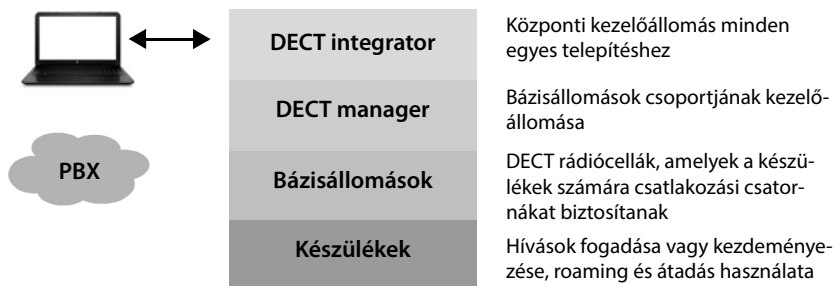 DECT integrator
Központi kezelőállomás minden
egyes telepítéshez
DECT manager
Bázisállomások csoportjának kezelő-
állomása
PBX
Bázisállomások
DECT rádiócellák, amelyek a készü-
lékek számára csatlakozási csator-
nákat biztosítanak
Készülékek
Hívások fogadása vagy kezdeménye-
zése, roaming és átadás használata